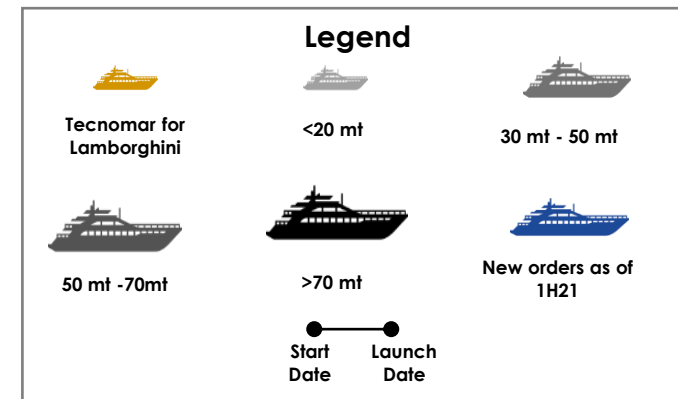 Legend
Tecnomar for
Lamborghini
<20 mt
30 mt - 50 mt
50 mt -70mt
>70 mt
New orders as of
1H21
Start
Date
Launch
Date